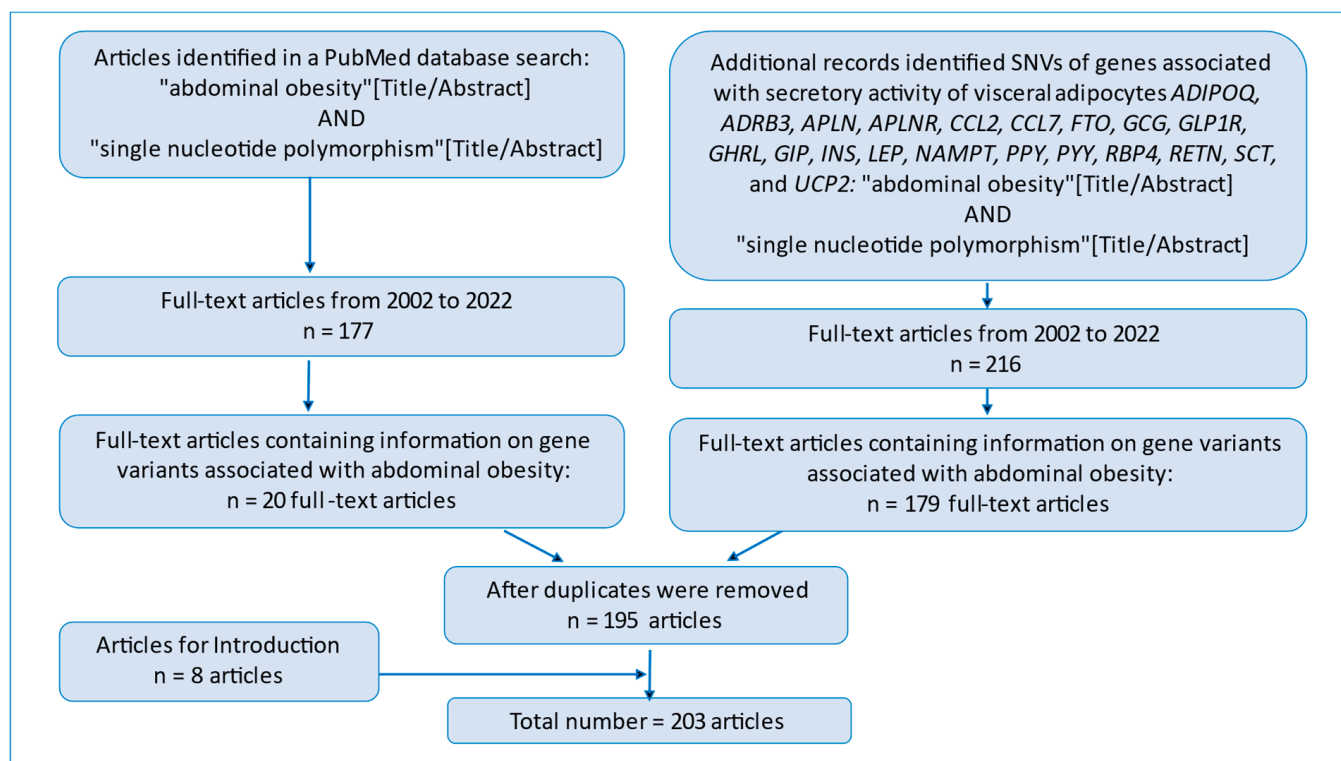 Articles identified in a PubMed database search:
"abdominal obesity"[Title/Abstract]
AND
"single nucleotide polymorphism"[Title/Abstract]
Additional records identified SNVs of genes associated
with secretory activity of visceral adipocytes ADIPOQ,
ADRB3, APLN, APLNR, CCL2, CCL7, FTO, GCG, GLP1R,
GHRL, GIP, INS, LEP, NAMPT, PPY, PYY, RBP4, RETN, SCT,
and UCP2: "abdominal obesity"[Title/Abstract]
AND
"single nucleotide polymorphism"[Title/Abstract]
Full-text articles from 2002 to 2022
n = 177
Full-text articles from 2002 to 2022
n = 216
Full-text articles containing information on gene
variants associated with abdominal obesity:
n = 20 full -text articles
Full-text articles containing information on gene variants
associated with abdominal obesity:
n = 179 full-text articles
After duplicates were removed
n = 195 articles
Articles for Introduction
n = 8 articles
Total number = 203 articles